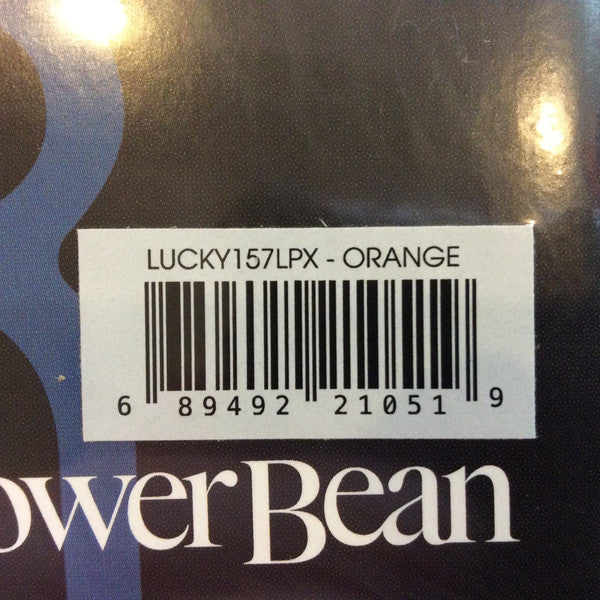 LUCKY157LPX - ORANGE
6 89492 21051 9
owerBean